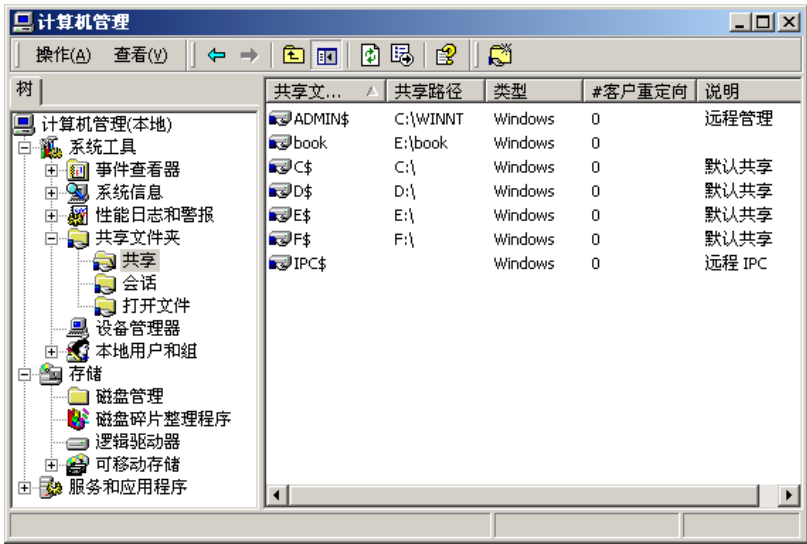 计算机管理
操作(A) 查看(V)
树
共享文... 共享路径 类型 #客户重定向 说明
计算机管理(本地)
系统工具
事件查看器
系统信息
性能日志和警报
共享文件夹
共享
会话
打开文件
设备管理器
本地用户和组
存储
磁盘管理
磁盘碎片整理程序
逻辑驱动器
可移动存储
服务和应用程序
ADMIN$ C:\WINNT Windows 0 远程管理
book E:\book Windows 0
C$ C:\ Windows 0 默认共享
D$ D:\ Windows 0 默认共享
E$ E:\ Windows 0 默认共享
F$ F:\ Windows 0 默认共享
IPC$ Windows 0 远程 IPC